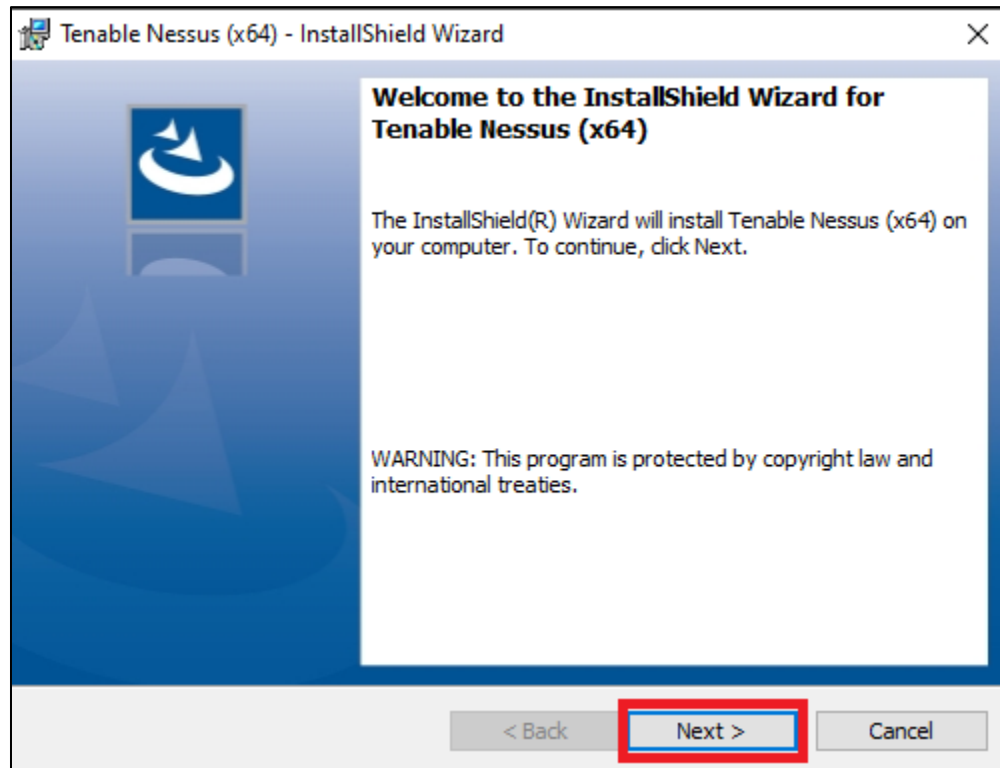 Tenable Nessus (x64) - InstallShield Wizard
Welcome to the InstallShield Wizard for
Tenable Nessus (x64)
The InstallShield(R) Wizard will install Tenable Nessus (x64) on
your computer. To continue, click Next.
WARNING: This program is protected by copyright law and
international treaties.
< Back
Next >
Cancel